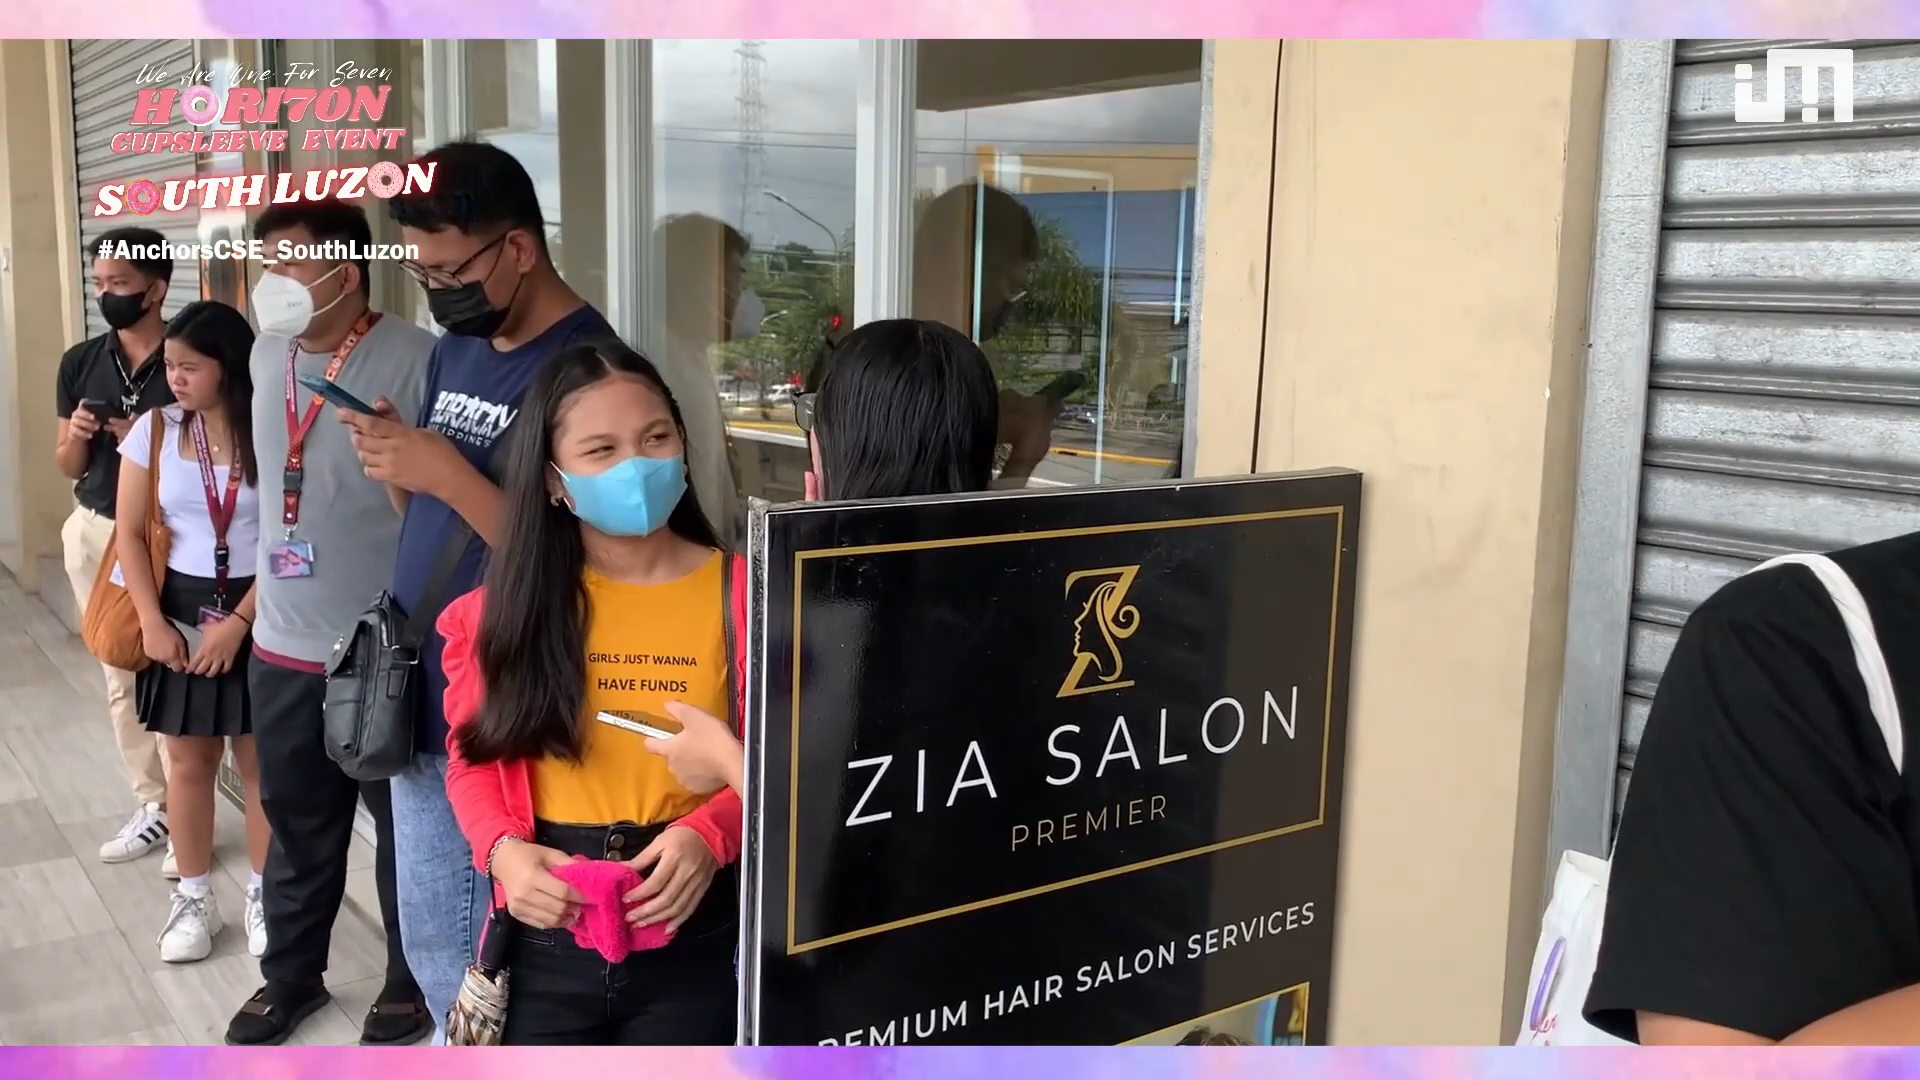 We Are One For Seven
HORI7ON
CUPSLEEVE EVENT
SOUTH LUZON
#AnchorsCSE_SouthLuzon
iM
GIRLS JUST WANNA
HAVE FUNDS
ZIA SALON
PREMIER
PREMIUM HAIR SALON SERVICES